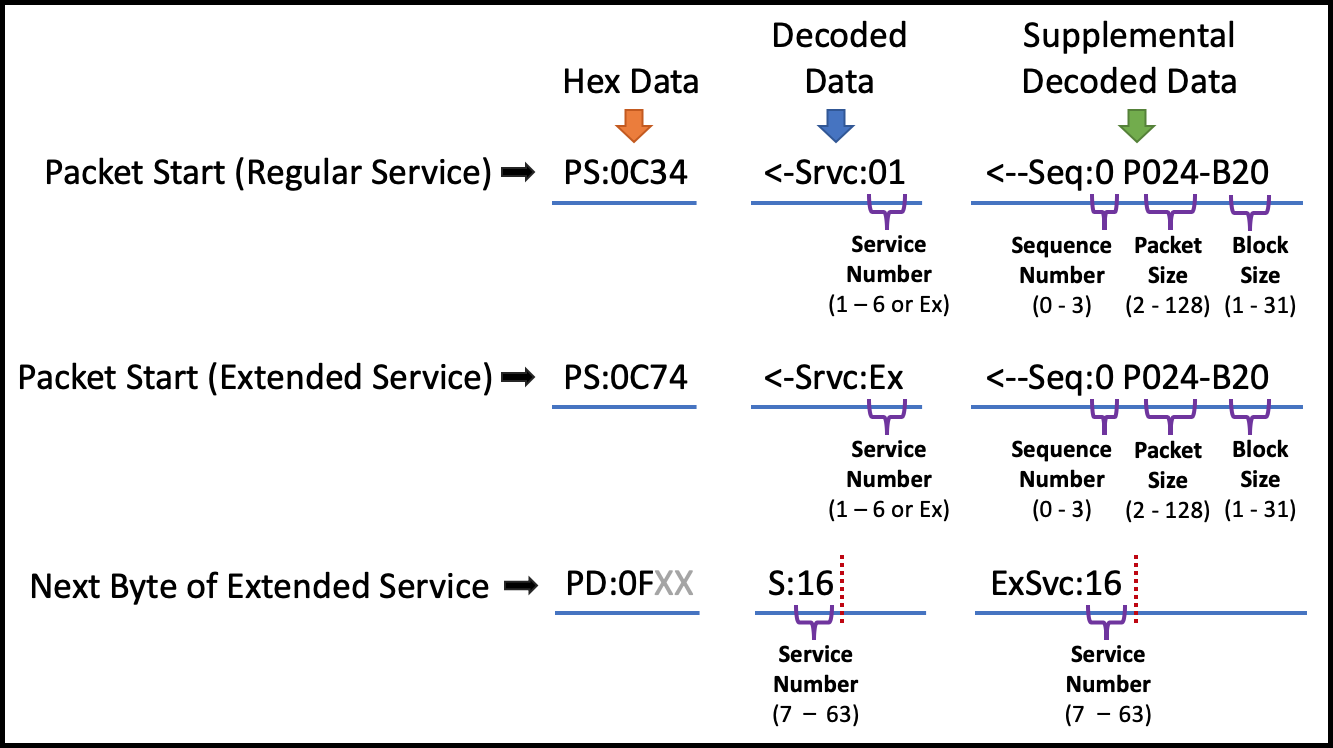 Decoded Supplemental
Hex Data Data Decoded Data
Packet Start (Regular Service) PS:0C34 <-Srvc:01 <--Seq:0 P024-B20
Service Sequence Packet Block
Number Number Size Size
(1 – 6 or Ex) (0 - 3) (2 - 128) (1 - 31)
Packet Start (Extended Service) PS:0C74 <-Srvc:Ex <--Seq:0 P024-B20
Service Sequence Packet Block
Number Number Size Size
(1 – 6 or Ex) (0 - 3) (2 - 128) (1 - 31)
Next Byte of Extended Service PD:0FXX S:16 ExSvc:16
Service Service
Number Number
(7 – 63) (7 – 63)